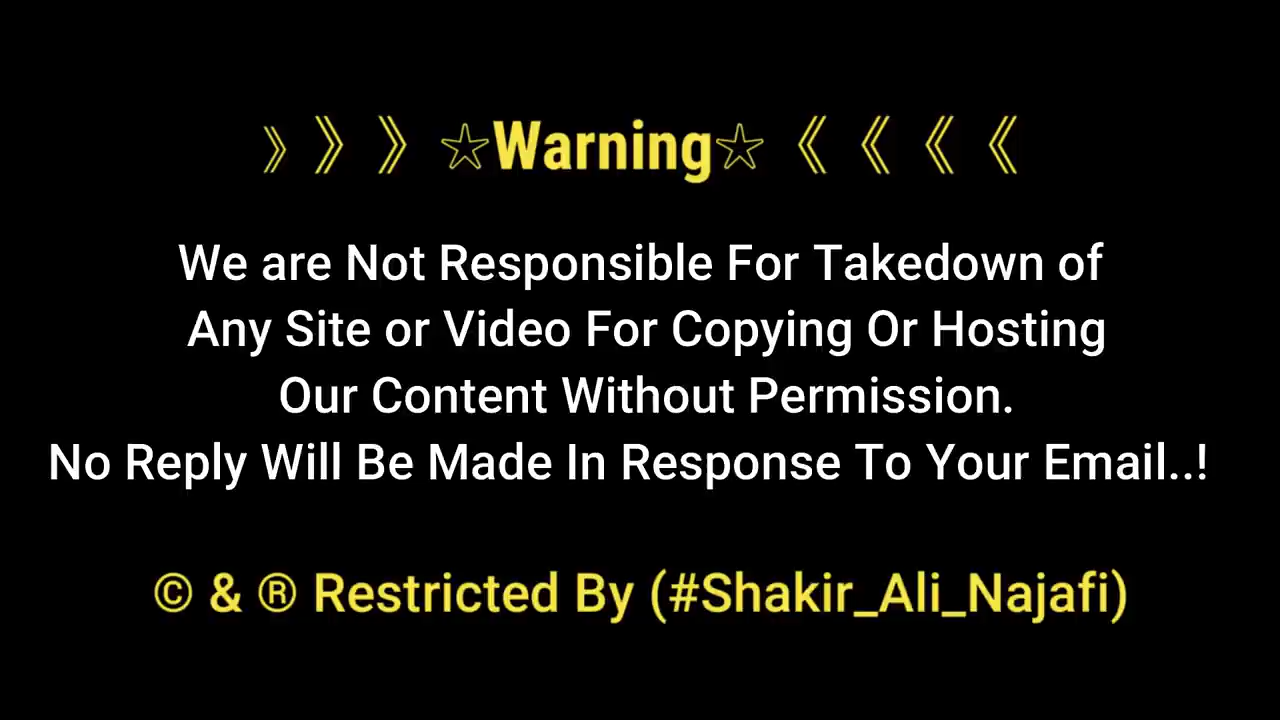 》》》☆Warning☆《《《《
We are Not Responsible For Takedown of
Any Site or Video For Copying Or Hosting
Our Content Without Permission.
No Reply Will Be Made In Response To Your Email..!
© & ® Restricted By (#Shakir_Ali_Najafi)